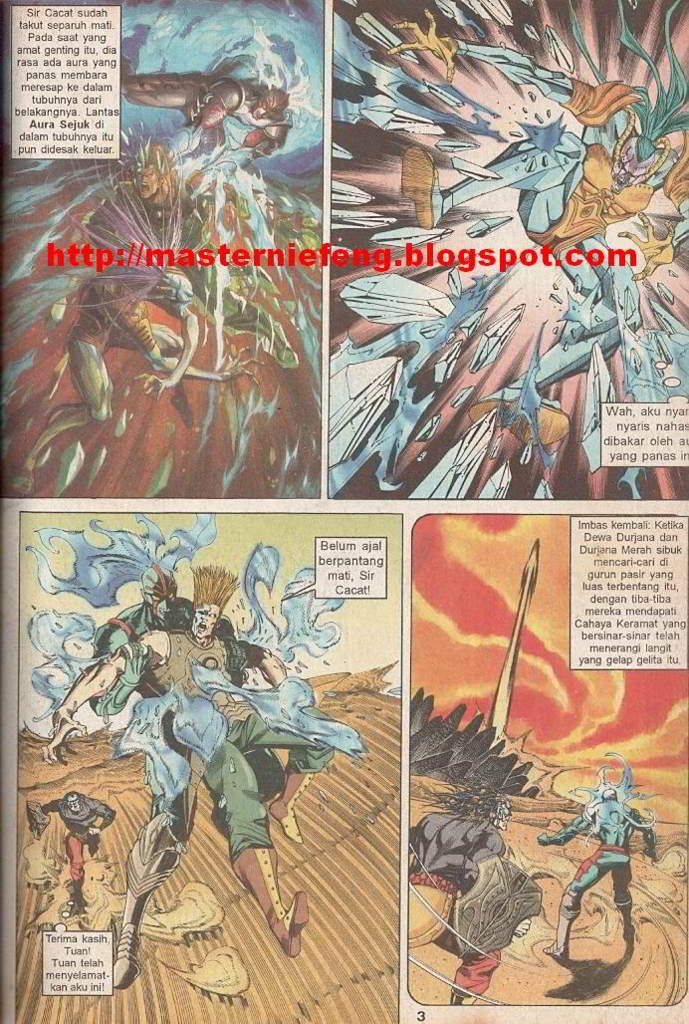 Sir Cacat sudah
takut separuh mati.
Pada saat yang
amat genting itu, dia
rasa ada aura yang
panas membara
meresap ke dalam
tubuhnya dari
belakangnya. Lantas
Aura Sejuk di
dalam tubuhnya itu
pun didesak keluar.
http://masterniefeng.blogspot.com
Wah, aku
nyaris nahas
dibakar oleh
yang panas
Belum ajal
berpantang
mati, Sir
Cacat!
Terima kasih,
Tuan!
Tuan telah
menyelamat-
kan aku ini!
Imbas kembali: Ketika
Dewa Durjana dan
Durjana Merah sibuk
mencari-cari di
gurun pasir yang
luas terbentang itu,
dengan tiba-tiba
mereka mendapati
Cahaya Keramat yang
bersinar-sinar telah
menerangi langit
yang gelap gelita itu.
3